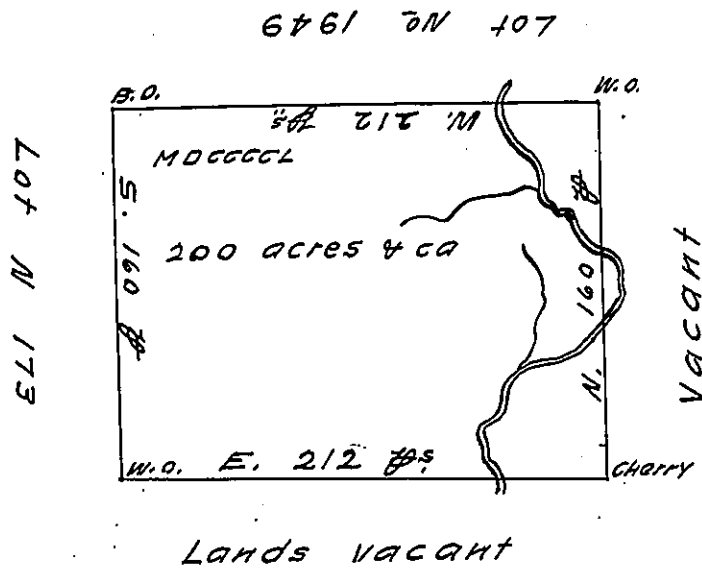 Lot No 1949
B.O.
W.O.
W. 212 ps
MDCCCCL
S. 160 p
200 acres & ca
N. 160 p
Lot N 173
Vacant
W.O.
E. 212 ps
Cherry
Lands vacant